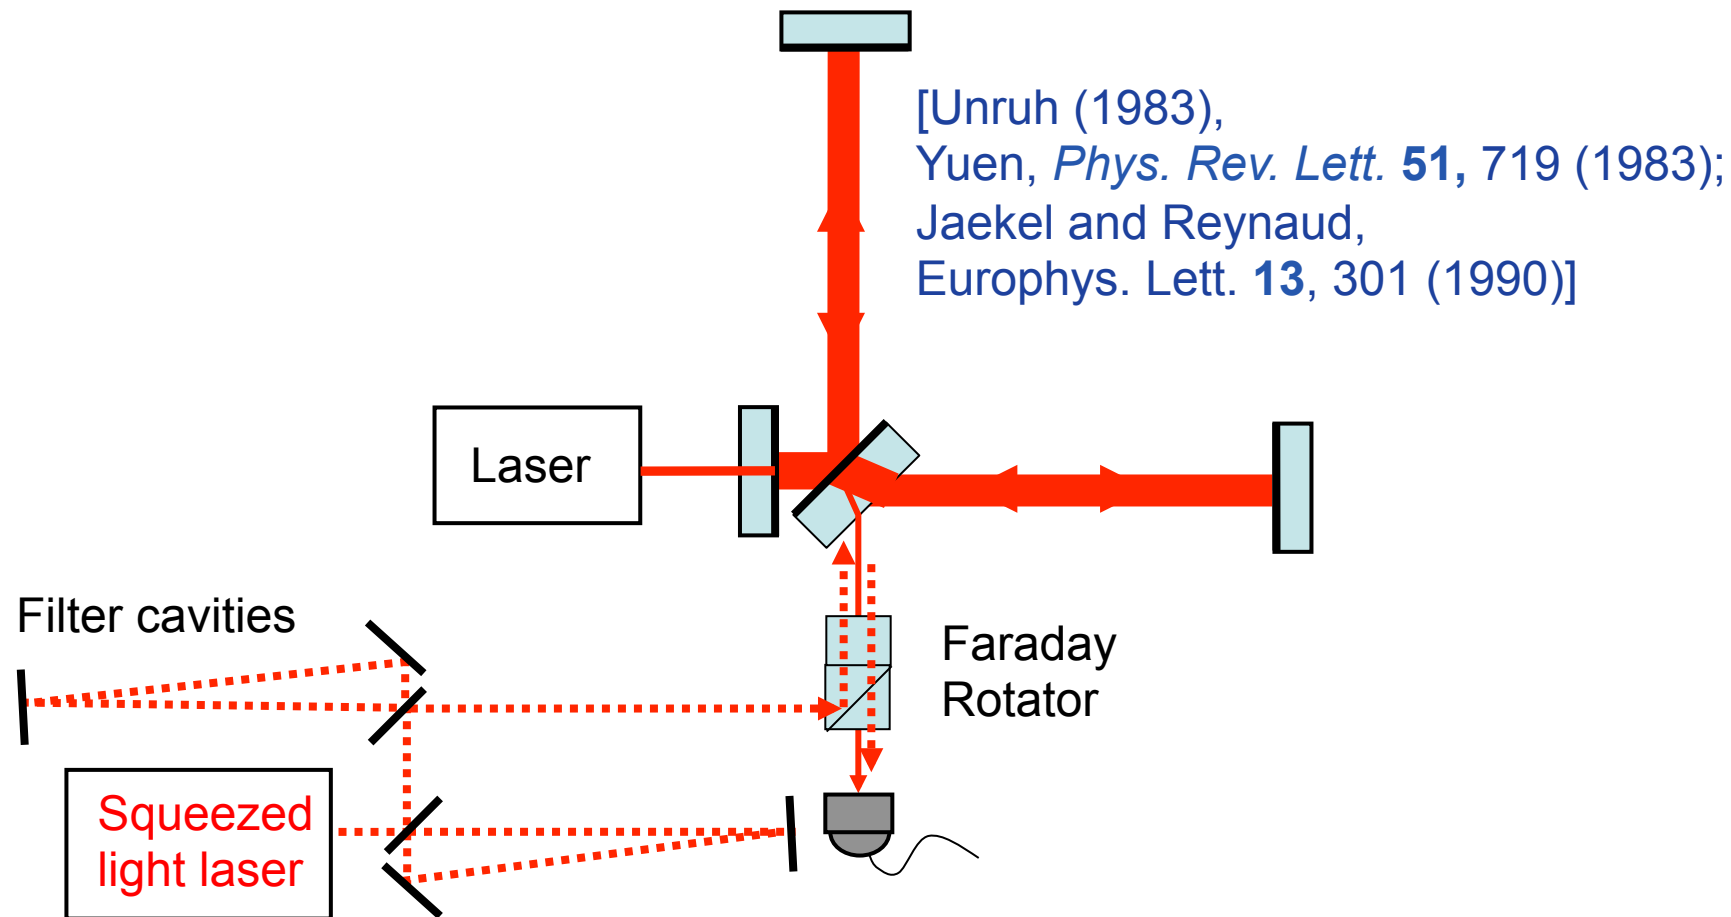 [Unruh (1983),
Yuen, Phys. Rev. Lett. 51, 719 (1983);
Jaekel and Reynaud,
Europhys. Lett. 13, 301 (1990)]
Laser
Filter cavities
Faraday
Rotator
Squeezed
light laser